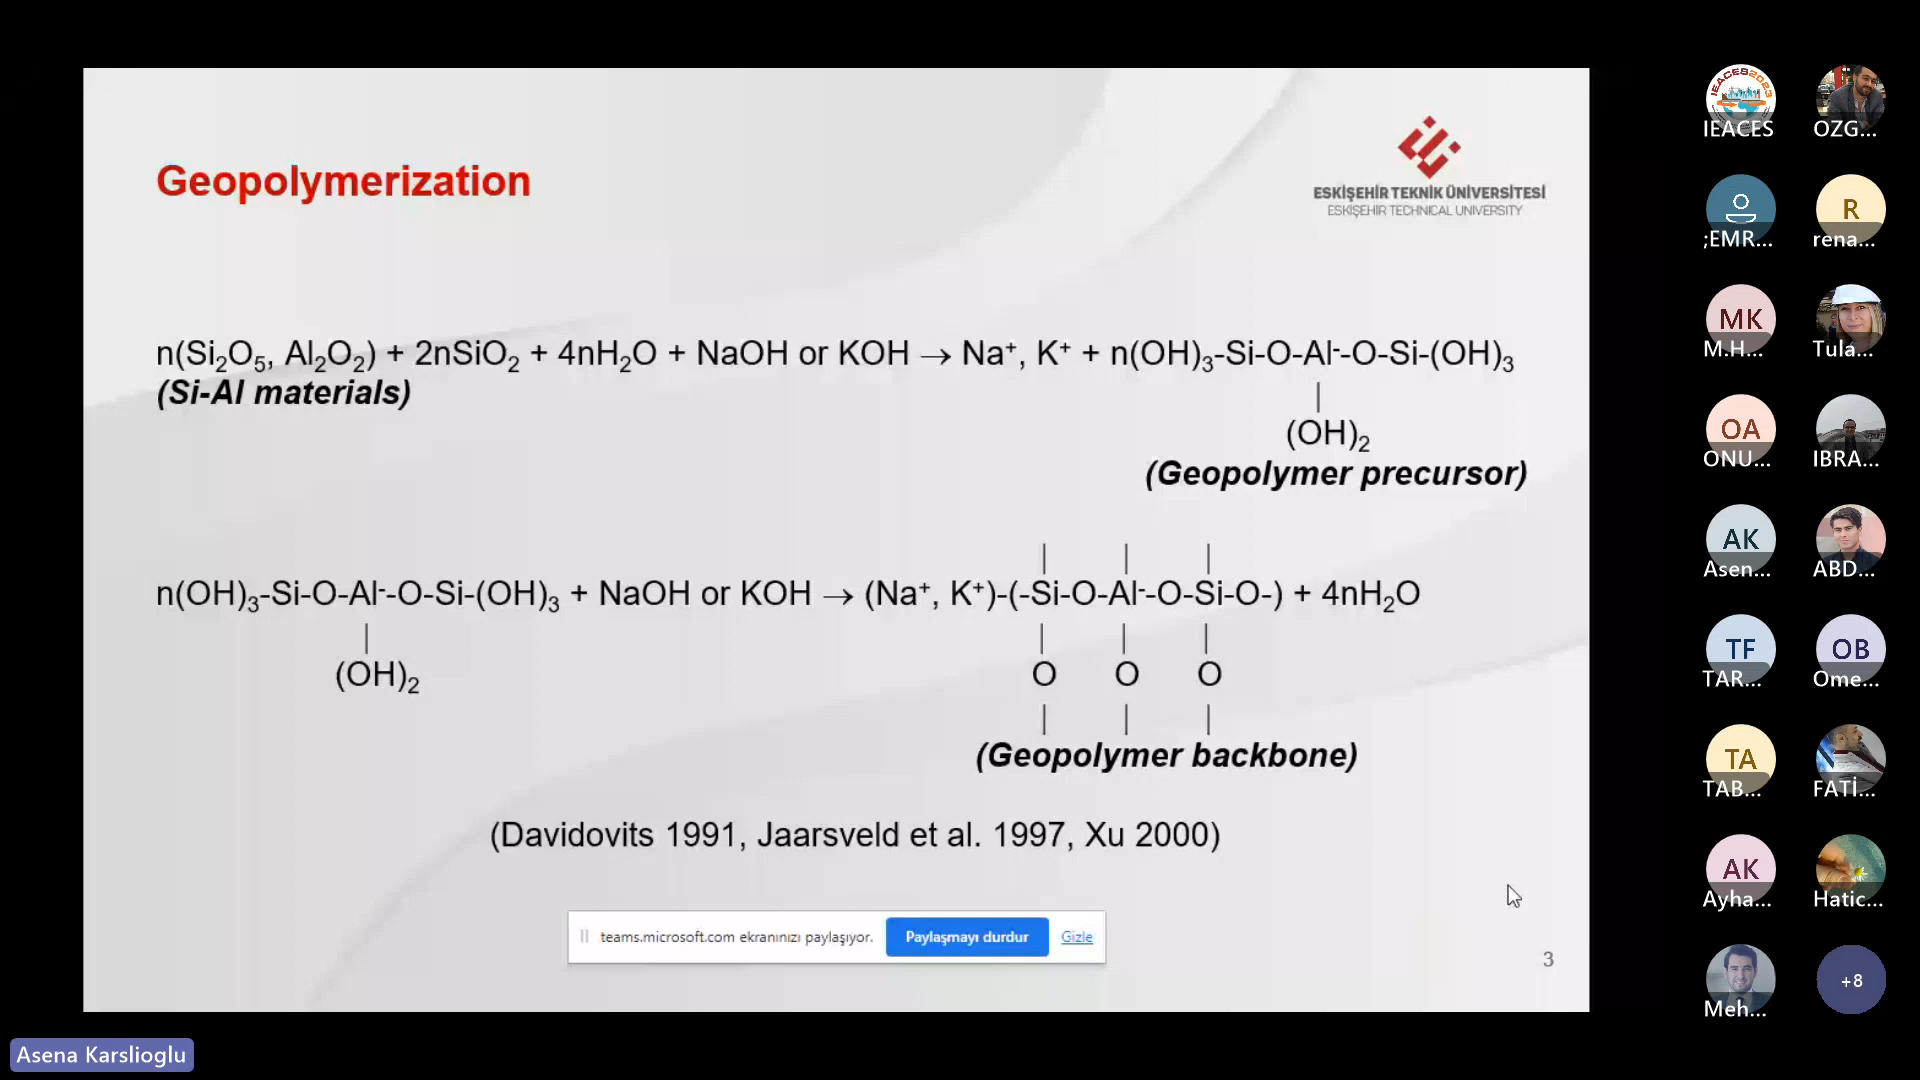 Geopolymerization
ESKİŞEHİR TEKNİK ÜNİVERSİTESİ
ESKİŞEHİR TECHNICAL UNIVERSITY
n(Si₂O₅, Al₂O₂) + 2nSiO₂ + 4nH₂O + NaOH or KOH → Na⁺, K⁺ + n(OH)₃-Si-O-Al⁻-O-Si-(OH)₃
(Si-Al materials)
|
(OH)₂
(Geopolymer precursor)
| | |
n(OH)₃-Si-O-Al⁻-O-Si-(OH)₃ + NaOH or KOH → (Na⁺, K⁺)-(-Si-O-Al⁻-O-Si-O-) + 4nH₂O
| | | |
(OH)₂ O O O
| | |
(Geopolymer backbone)
(Davidovits 1991, Jaarsveld et al. 1997, Xu 2000)
teams.microsoft.com ekranınızı paylaşıyor. Paylaşmayı durdur Gizle
3
Asena Karslioglu
IEACES2023
IEACES OZG...
R
;EMR... rena...
MK
M.H... Tula...
OA
ONU... IBRA...
AK
Asen... ABD...
TF OB
TAR... Ome...
TA
TAB... FATİ...
AK
Ayha... Hatic...
+8
Meh...